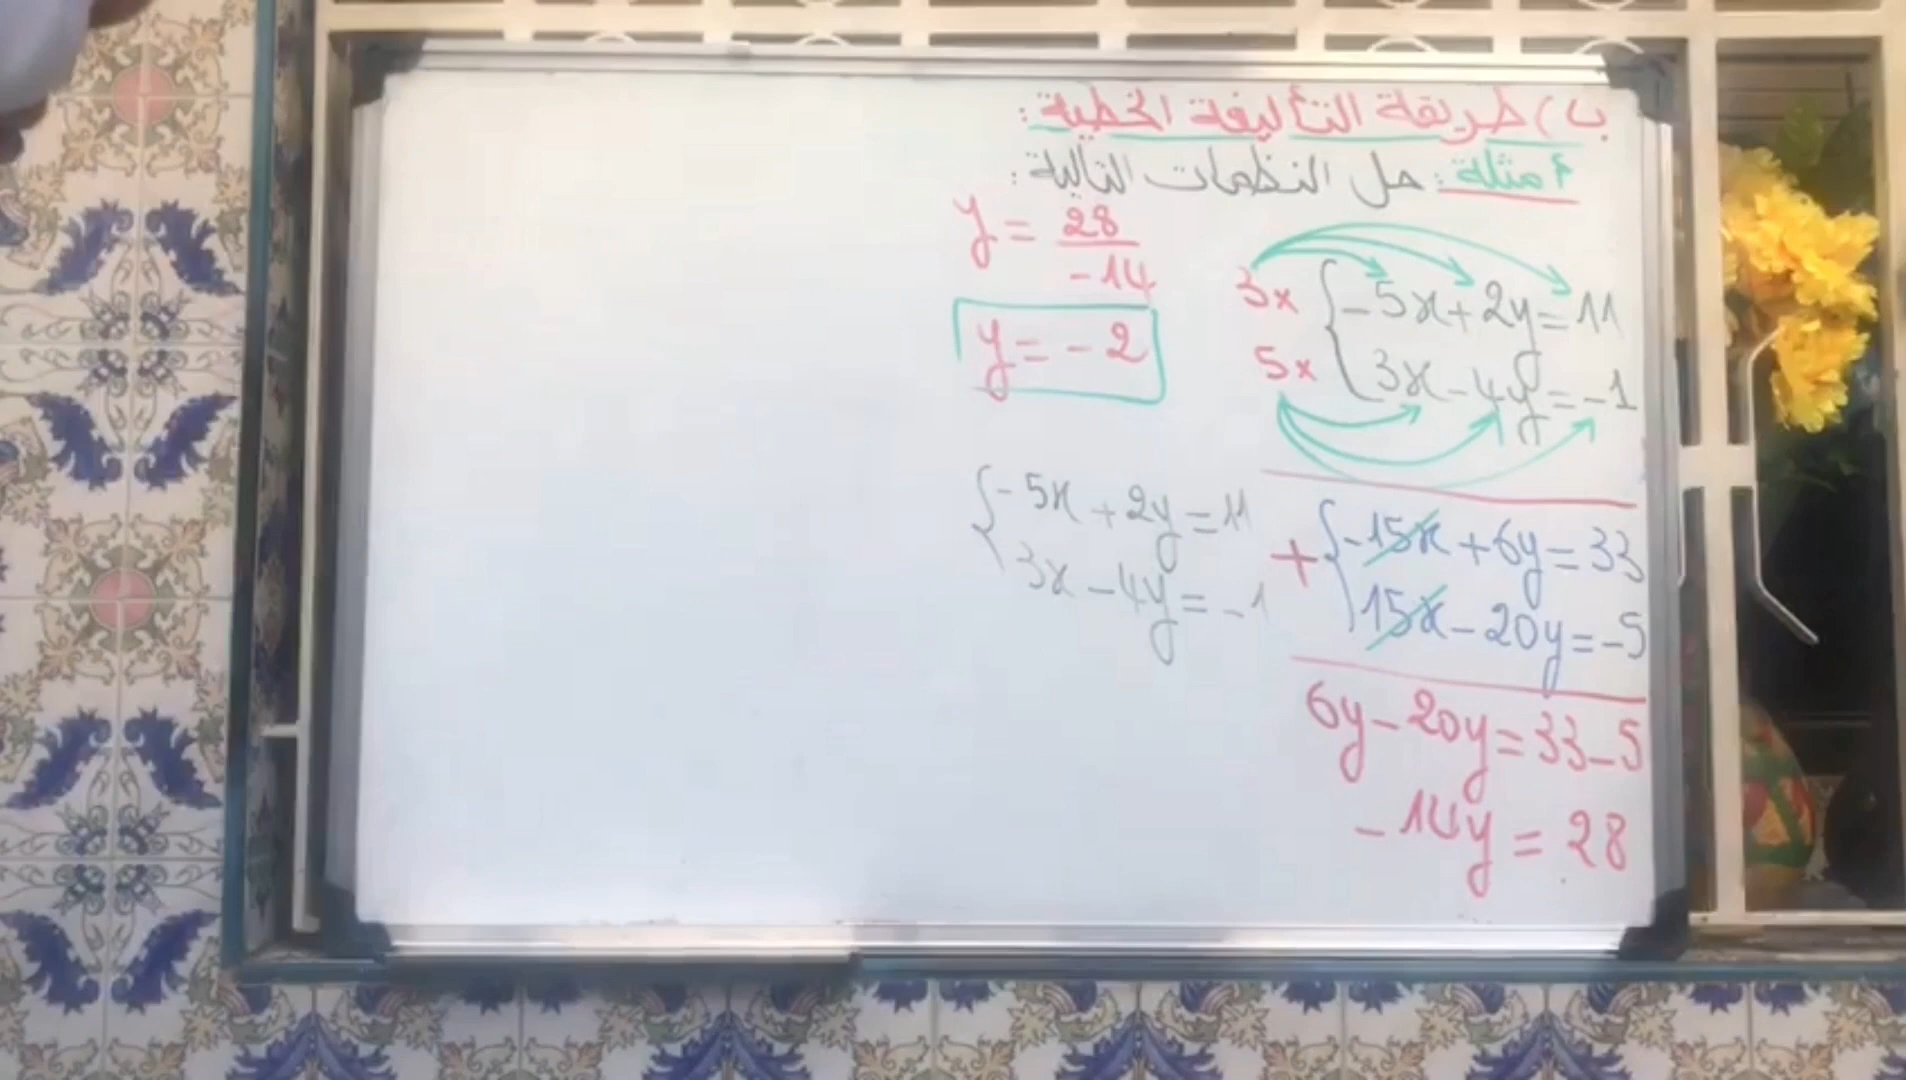 ب) طريقة التأليفة الخطية :
أمثلة : حل النظمات التالية :
3x { -5x+2y=11
5x { 3x-4y=-1
+ { -15x+6y=33
15x-20y=-5
6y-20y=33-5
-14y=28
y = 28/-14
y = -2
{ -5x+2y=11
3x-4y=-1